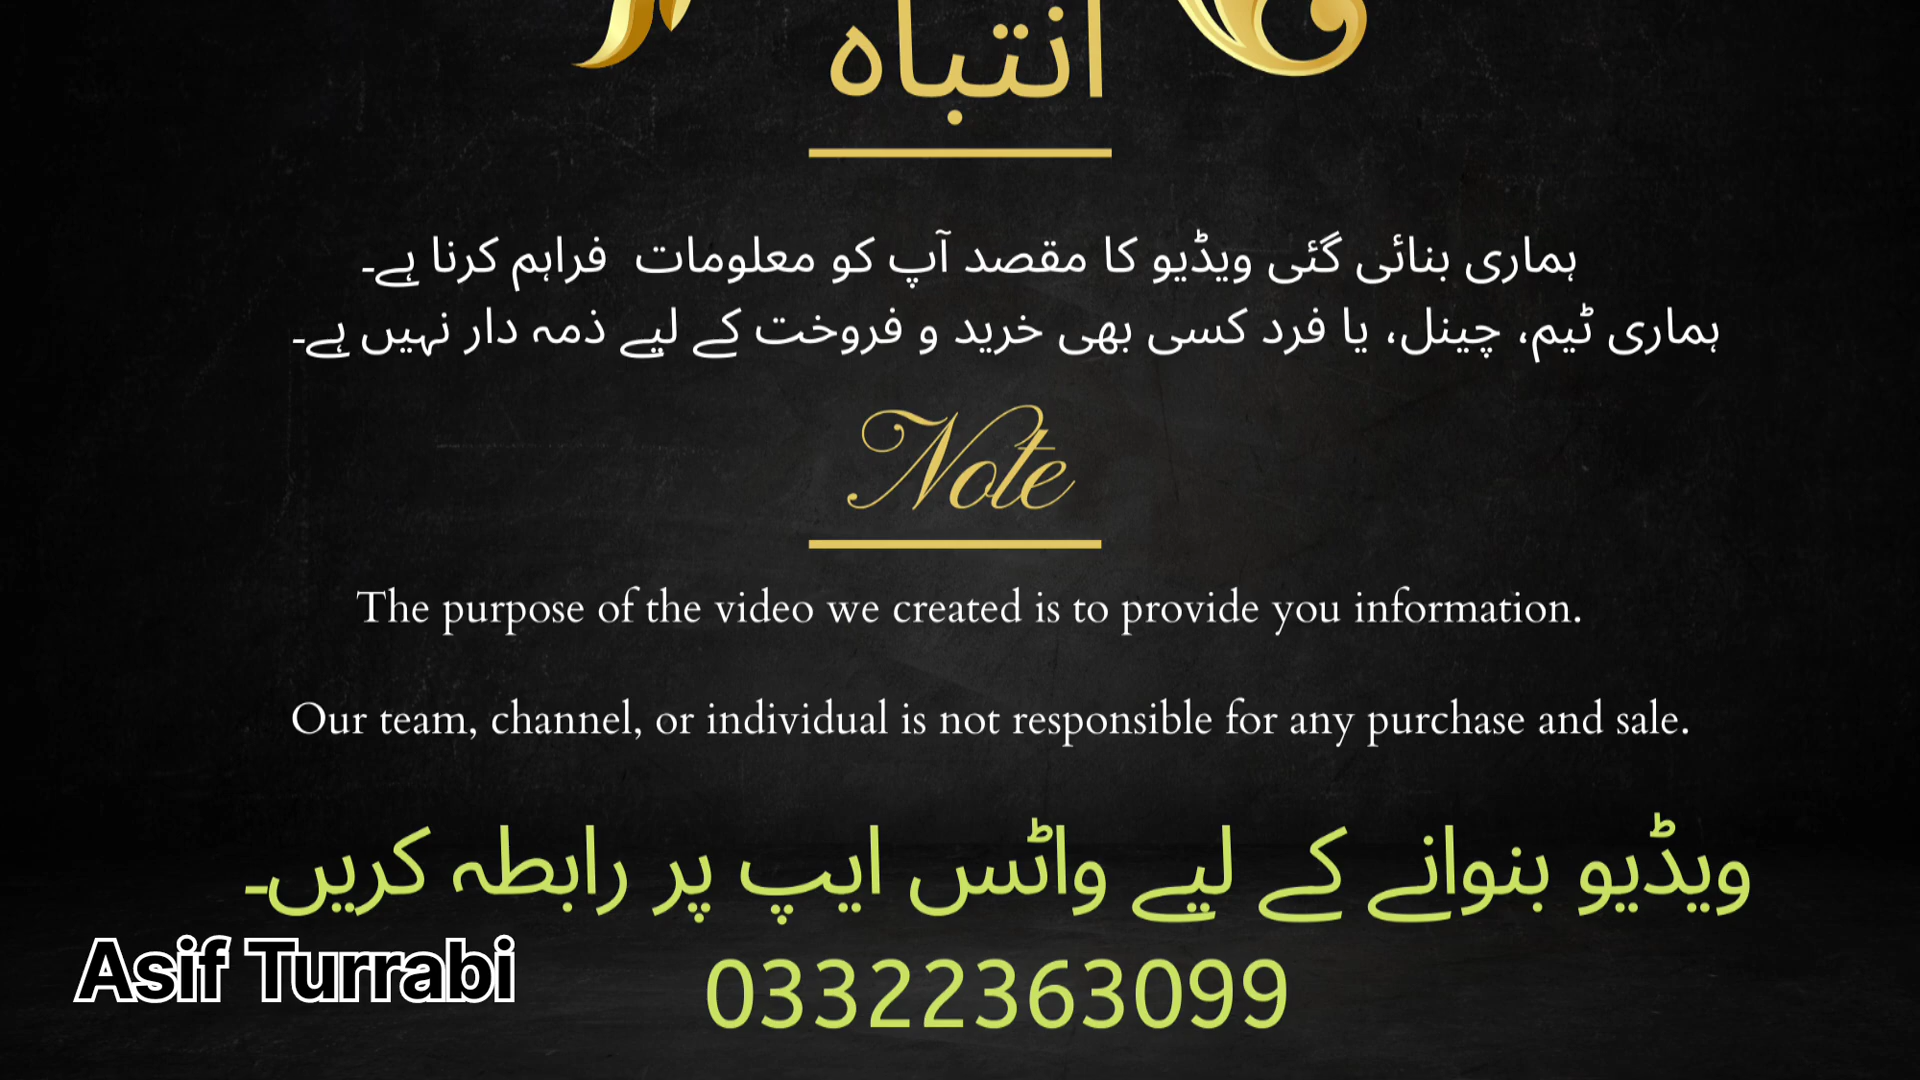 انتباہ
ہماری بنائی گئی ویڈیو کا مقصد آپ کو معلومات فراہم کرنا ہے۔
ہماری ٹیم، چینل، یا فرد کسی بھی خرید و فروخت کے لیے ذمہ دار نہیں ہے۔
Note
The purpose of the video we created is to provide you information.
Our team, channel, or individual is not responsible for any purchase and sale.
ویڈیو بنوانے کے لیے واٹس ایپ پر رابطہ کریں۔
Asif Turrabi
03322363099